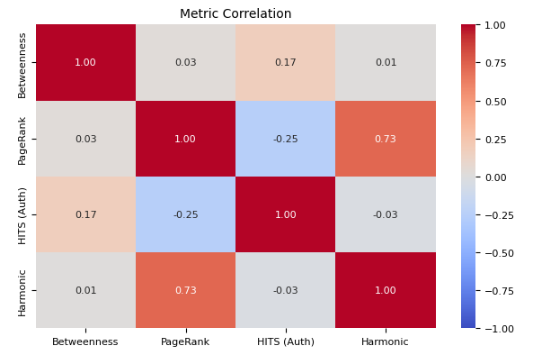 Metric Correlation
Betweenness
1.00
0.03
0.17
0.01
PageRank
0.03
1.00
-0.25
0.73
HITS (Auth)
0.17
-0.25
1.00
-0.03
Harmonic
0.01
0.73
-0.03
1.00
Betweenness
PageRank
HITS (Auth)
Harmonic
1.00
0.75
0.50
0.25
0.00
−0.25
−0.50
−0.75
−1.00